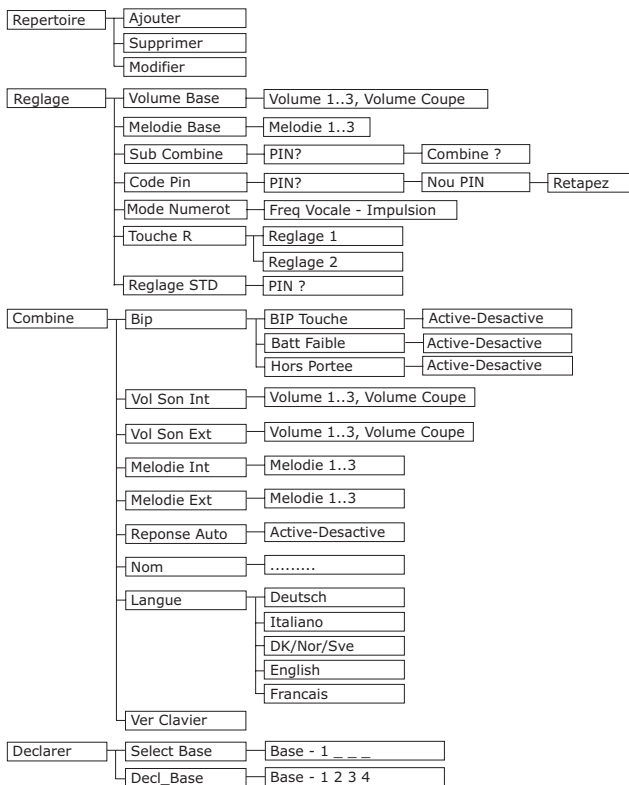 Repertoire Ajouter
Supprimer
Modifier
Reglage Volume Base Volume 1..3, Volume Coupe
Melodie Base Melodie 1..3
Sub Combine PIN? Combine ?
Code Pin PIN? Nou PIN Retapez
Mode Numerot Freq Vocale - Impulsion
Touche R Reglage 1
Reglage 2
Reglage STD PIN ?
Combine Bip BIP Touche Active-Desactive
Batt Faible Active-Desactive
Hors Portee Active-Desactive
Vol Son Int Volume 1..3, Volume Coupe
Vol Son Ext Volume 1..3, Volume Coupe
Melodie Int Melodie 1..3
Melodie Ext Melodie 1..3
Reponse Auto Active-Desactive
Nom .........
Langue Deutsch
Italiano
DK/Nor/Sve
English
Francais
Ver Clavier
Declarer Select Base Base - 1 _ _ _
Decl_Base Base - 1 2 3 4